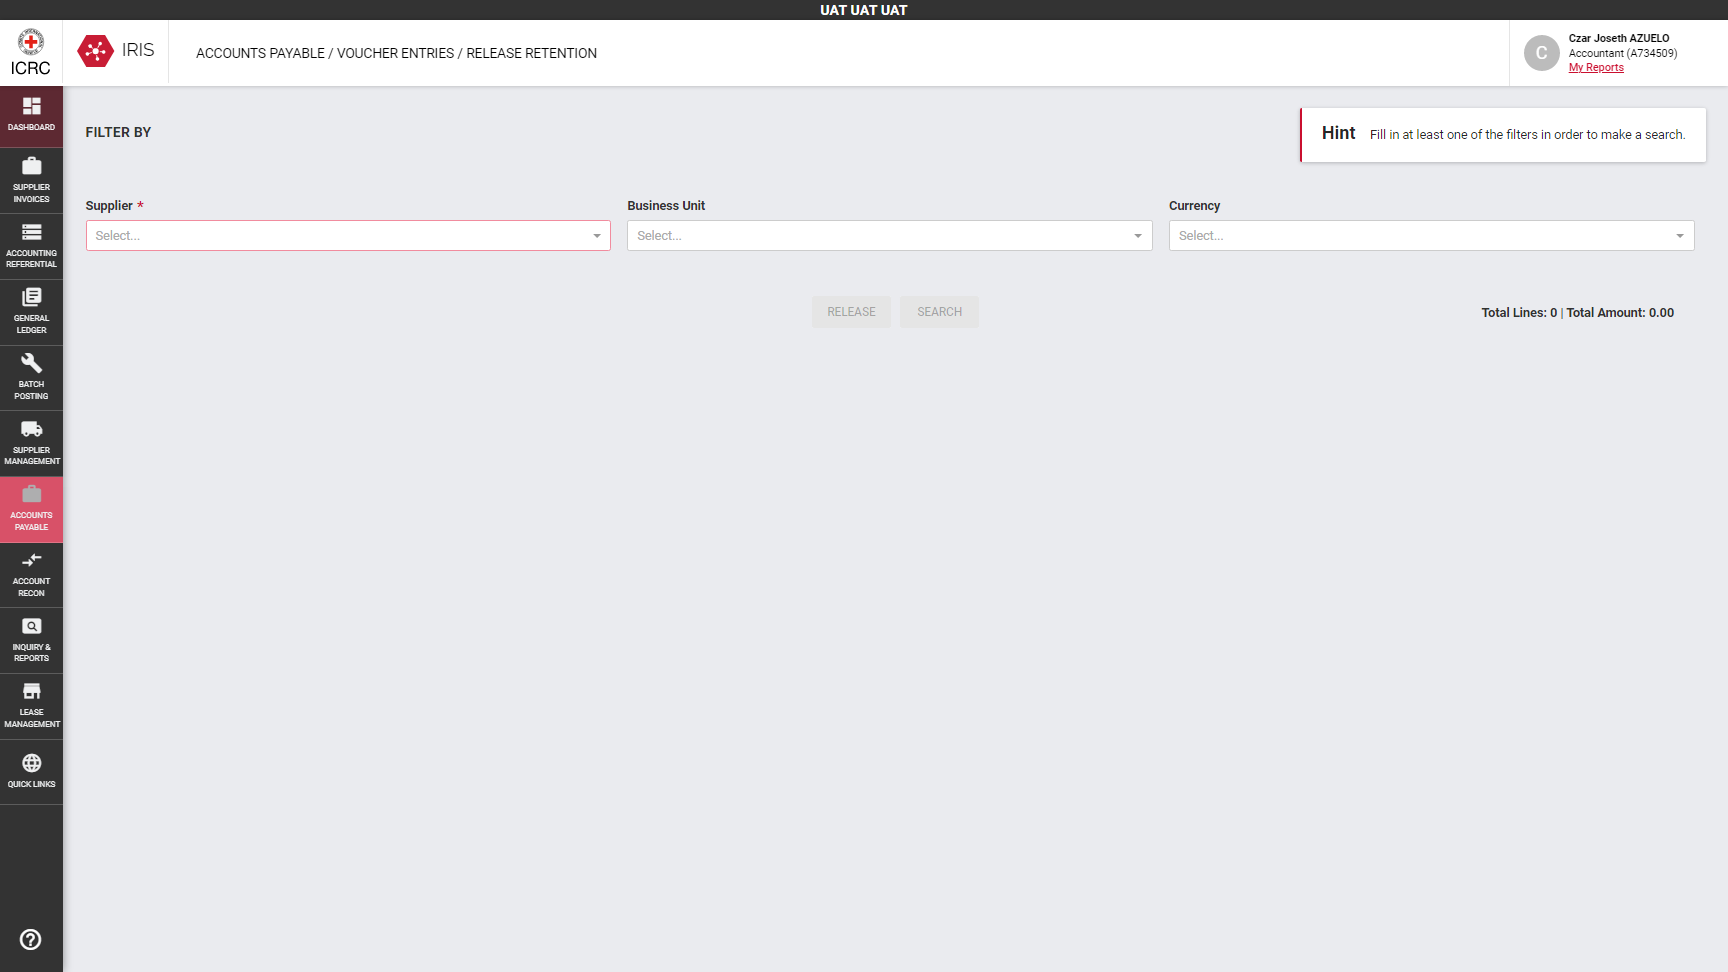 UAT UAT UAT
ICRC
IRIS
ACCOUNTS PAYABLE / VOUCHER ENTRIES / RELEASE RETENTION
C
Czar Joseth AZUELO
Accountant (A734509)
My Reports
DASHBOARD
SUPPLIER
INVOICES
ACCOUNTING
REFERENTIAL
GENERAL
LEDGER
BATCH
POSTING
SUPPLIER
MANAGEMENT
ACCOUNTS
PAYABLE
ACCOUNT
RECON
INQUIRY &
REPORTS
LEASE
MANAGEMENT
QUICK LINKS
FILTER BY
Hint Fill in at least one of the filters in order to make a search.
Supplier * Business Unit Currency
Select... Select... Select...
RELEASE SEARCH Total Lines: 0 | Total Amount: 0.00